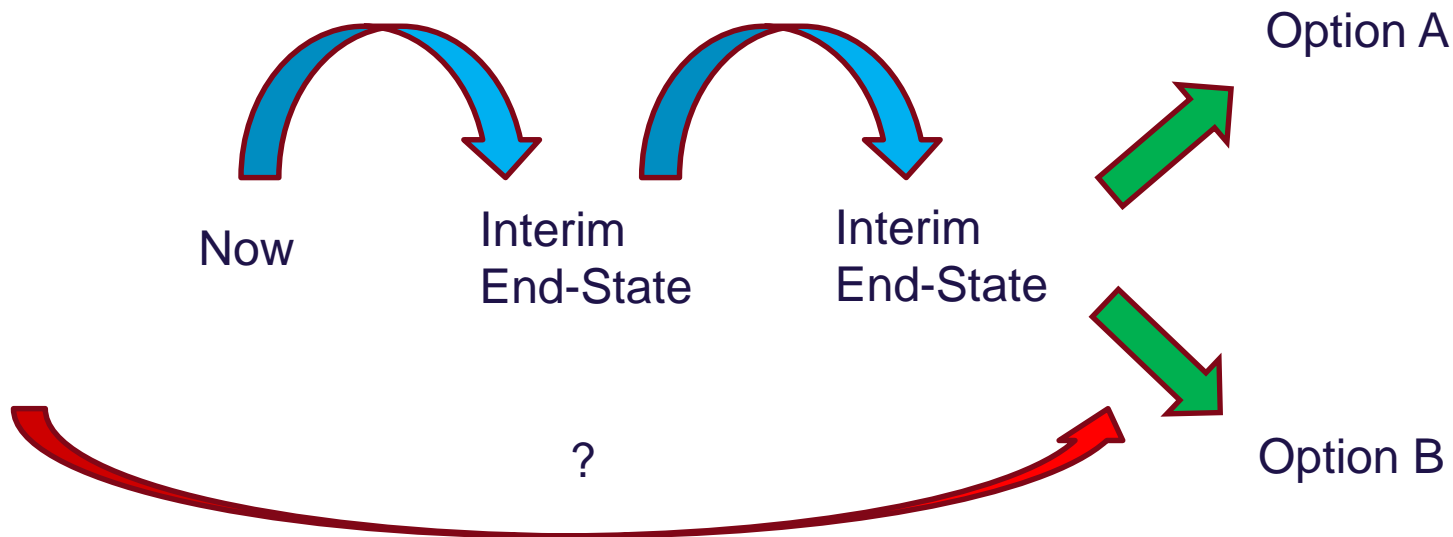 Option A
Now
Interim
End-State
Interim
End-State
?
Option B